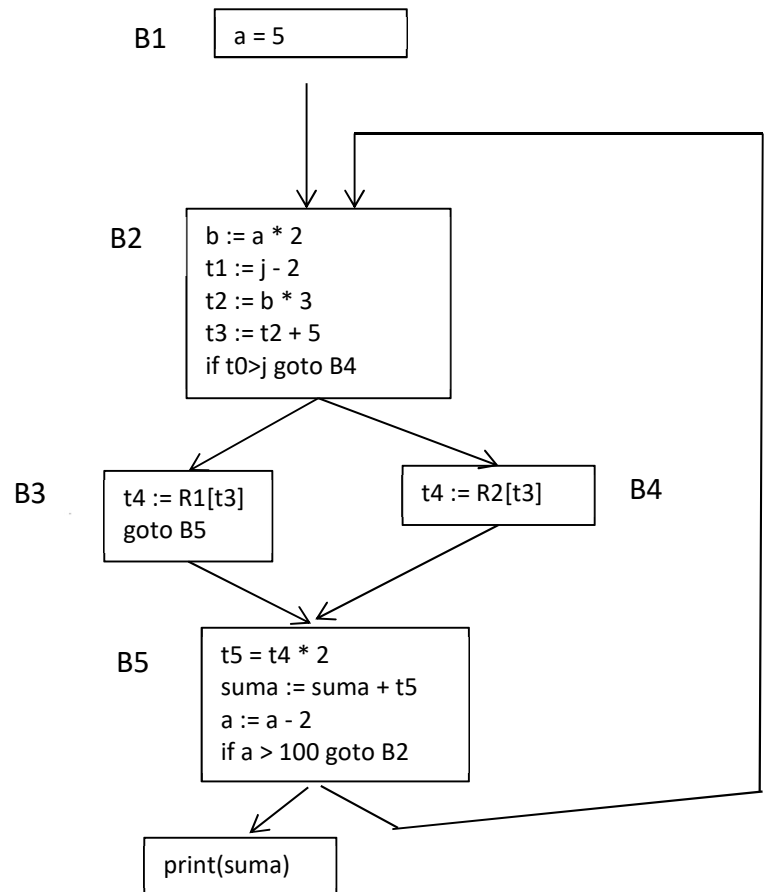 B1
a = 5
B2
b := a * 2
t1 := j - 2
t2 := b * 3
t3 := t2 + 5
if t0>j goto B4
B3
t4 := R1[t3]
goto B5
t4 := R2[t3]
B4
B5
t5 = t4 * 2
suma := suma + t5
a := a - 2
if a > 100 goto B2
print(suma)